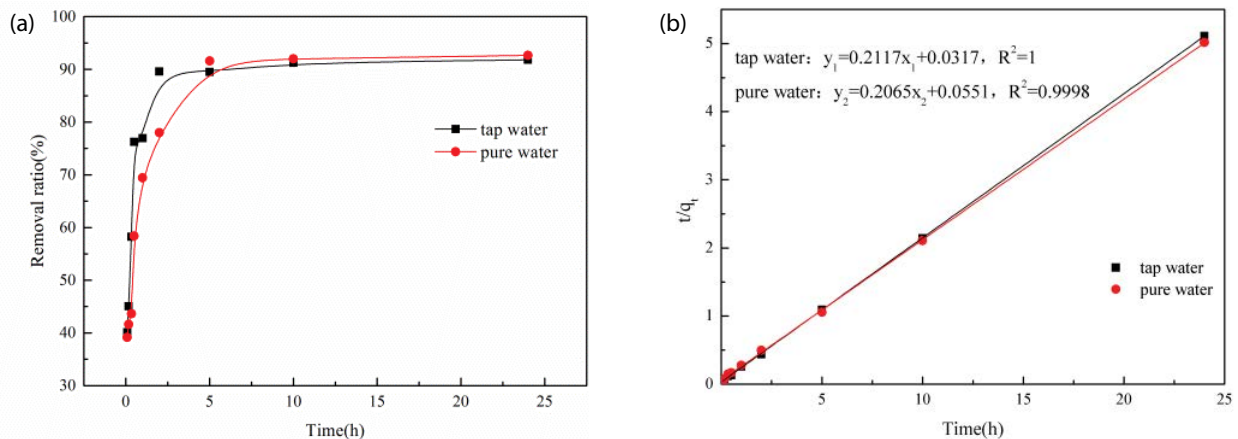 (a)
100
90
80
70
60
50
40
30
Removal ratio(%)
0 5 10 15 20 25
Time(h)
tap water
pure water
(b)
tap water: y₁=0.2117x₁+0.0317, R²=1
pure water: y₂=0.2065x₂+0.0551, R²=0.9998
5
4
3
2
1
0
t/qₜ
5 10 15 20 25
Time(h)
tap water
pure water